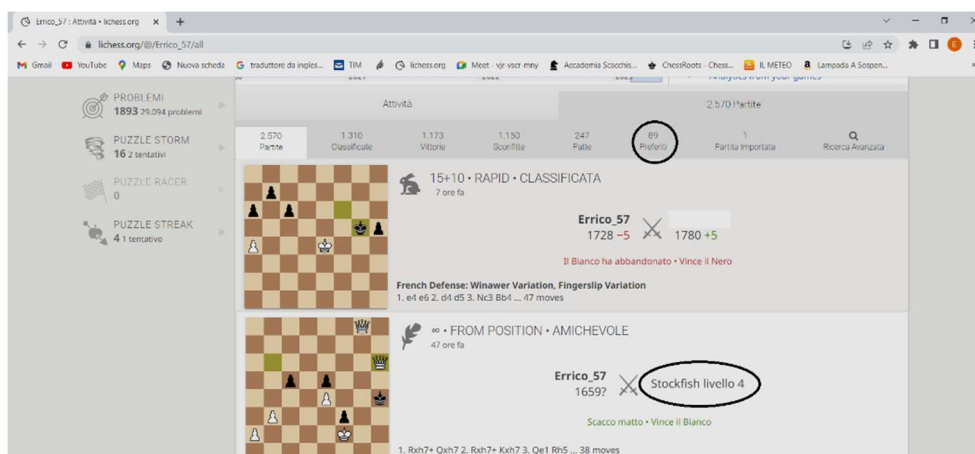 Errico_57 : Attività • lichess.org
lichess.org/@/Errico_57/all
Gmail YouTube Maps Nuova scheda traduttore da ingles... TIM lichess.org Meet - vjr-vscr-mny Accademia Scacchis... ChessRoots - Chess... IL METEO Lampada A Sospen...
2021 2022
Analyses from your games
PROBLEMI
1893 29.094 problemi
PUZZLE STORM
16 2 tentativi
PUZZLE RACER
0
PUZZLE STREAK
4 1 tentativo
Attività 2.570 Partite
2.570 Partite
1.310 Classificate
1.173 Vittorie
1.150 Sconfitte
247 Patte
89 Preferiti
1 Partita Importata
Ricerca Avanzata
15+10 • RAPID • CLASSIFICATA
7 ore fa
Errico_57
1728 −5 1780 +5
Il Bianco ha abbandonato • Vince il Nero
French Defense: Winawer Variation, Fingerslip Variation
1. e4 e6 2. d4 d5 3. Nc3 Bb4 ... 47 moves
∞ • FROM POSITION • AMICHEVOLE
47 ore fa
Errico_57 Stockfish livello 4
1659?
Scacco matto • Vince il Bianco
1. Rxh7+ Qxh7 2. Rxh7+ Kxh7 3. Qe1 Rh5 ... 38 moves